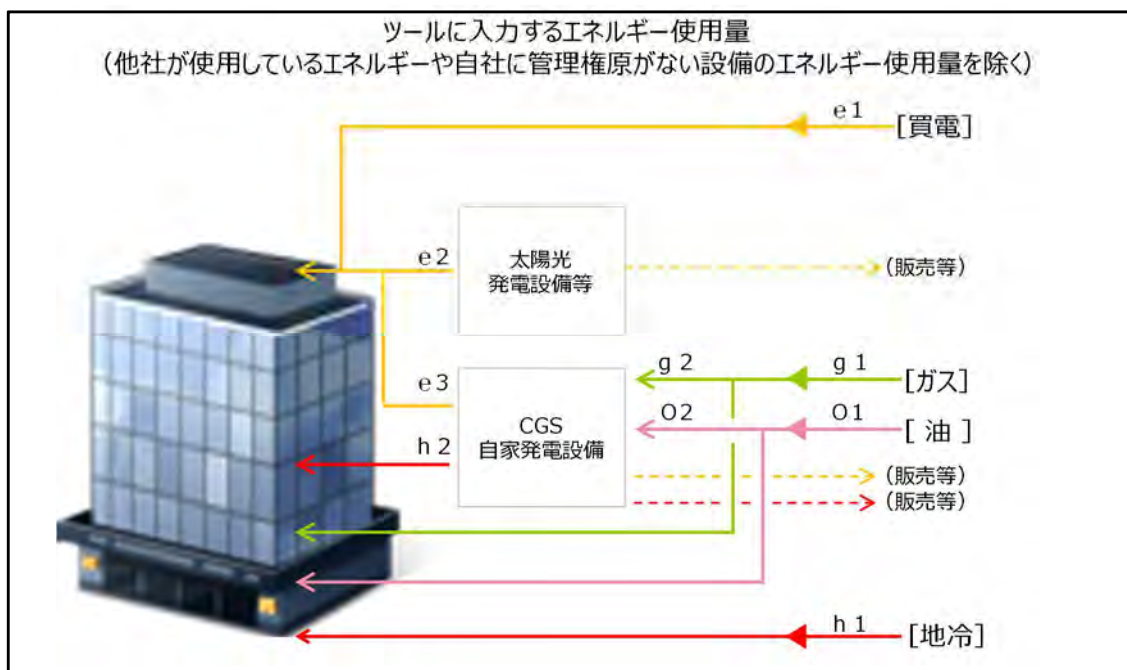 ツールに入力するエネルギー使用量
（他社が使用しているエネルギーや自社に管理権原がない設備のエネルギー使用量を除く）
e1
[買電]
e2
太陽光
発電設備等
(販売等)
g2
g1
[ガス]
e3
O2
O1
[ 油 ]
CGS
自家発電設備
h2
(販売等)
(販売等)
h1
[地冷]